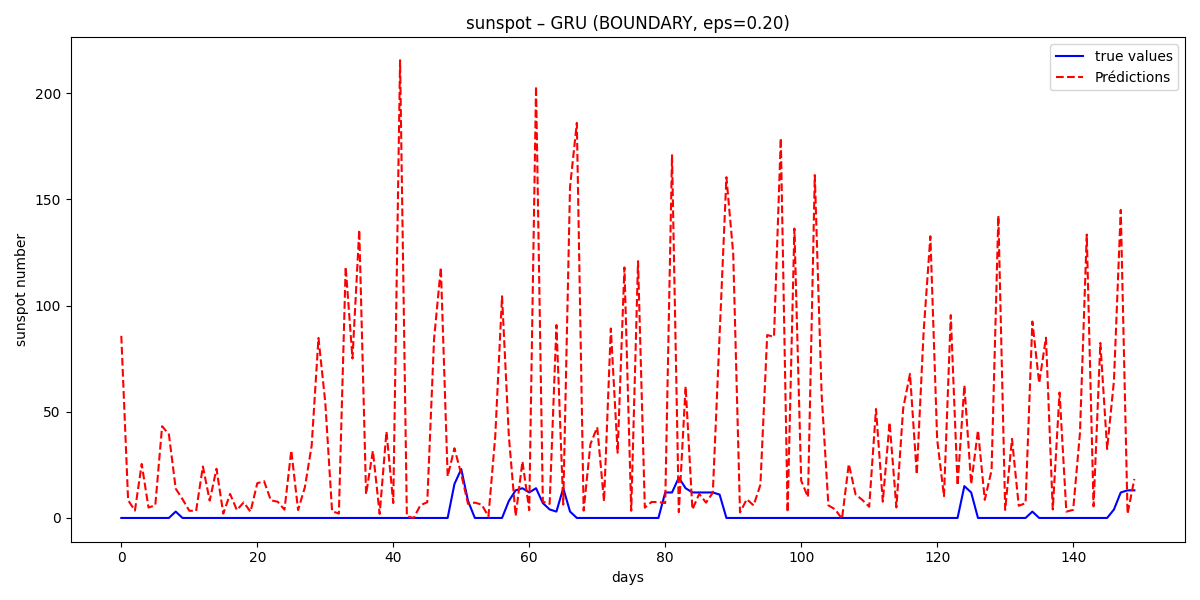 sunspot – GRU (BOUNDARY, eps=0.20)
true values
Prédictions
sunspot number
200
150
100
50
0
0 20 40 60 80 100 120 140
days